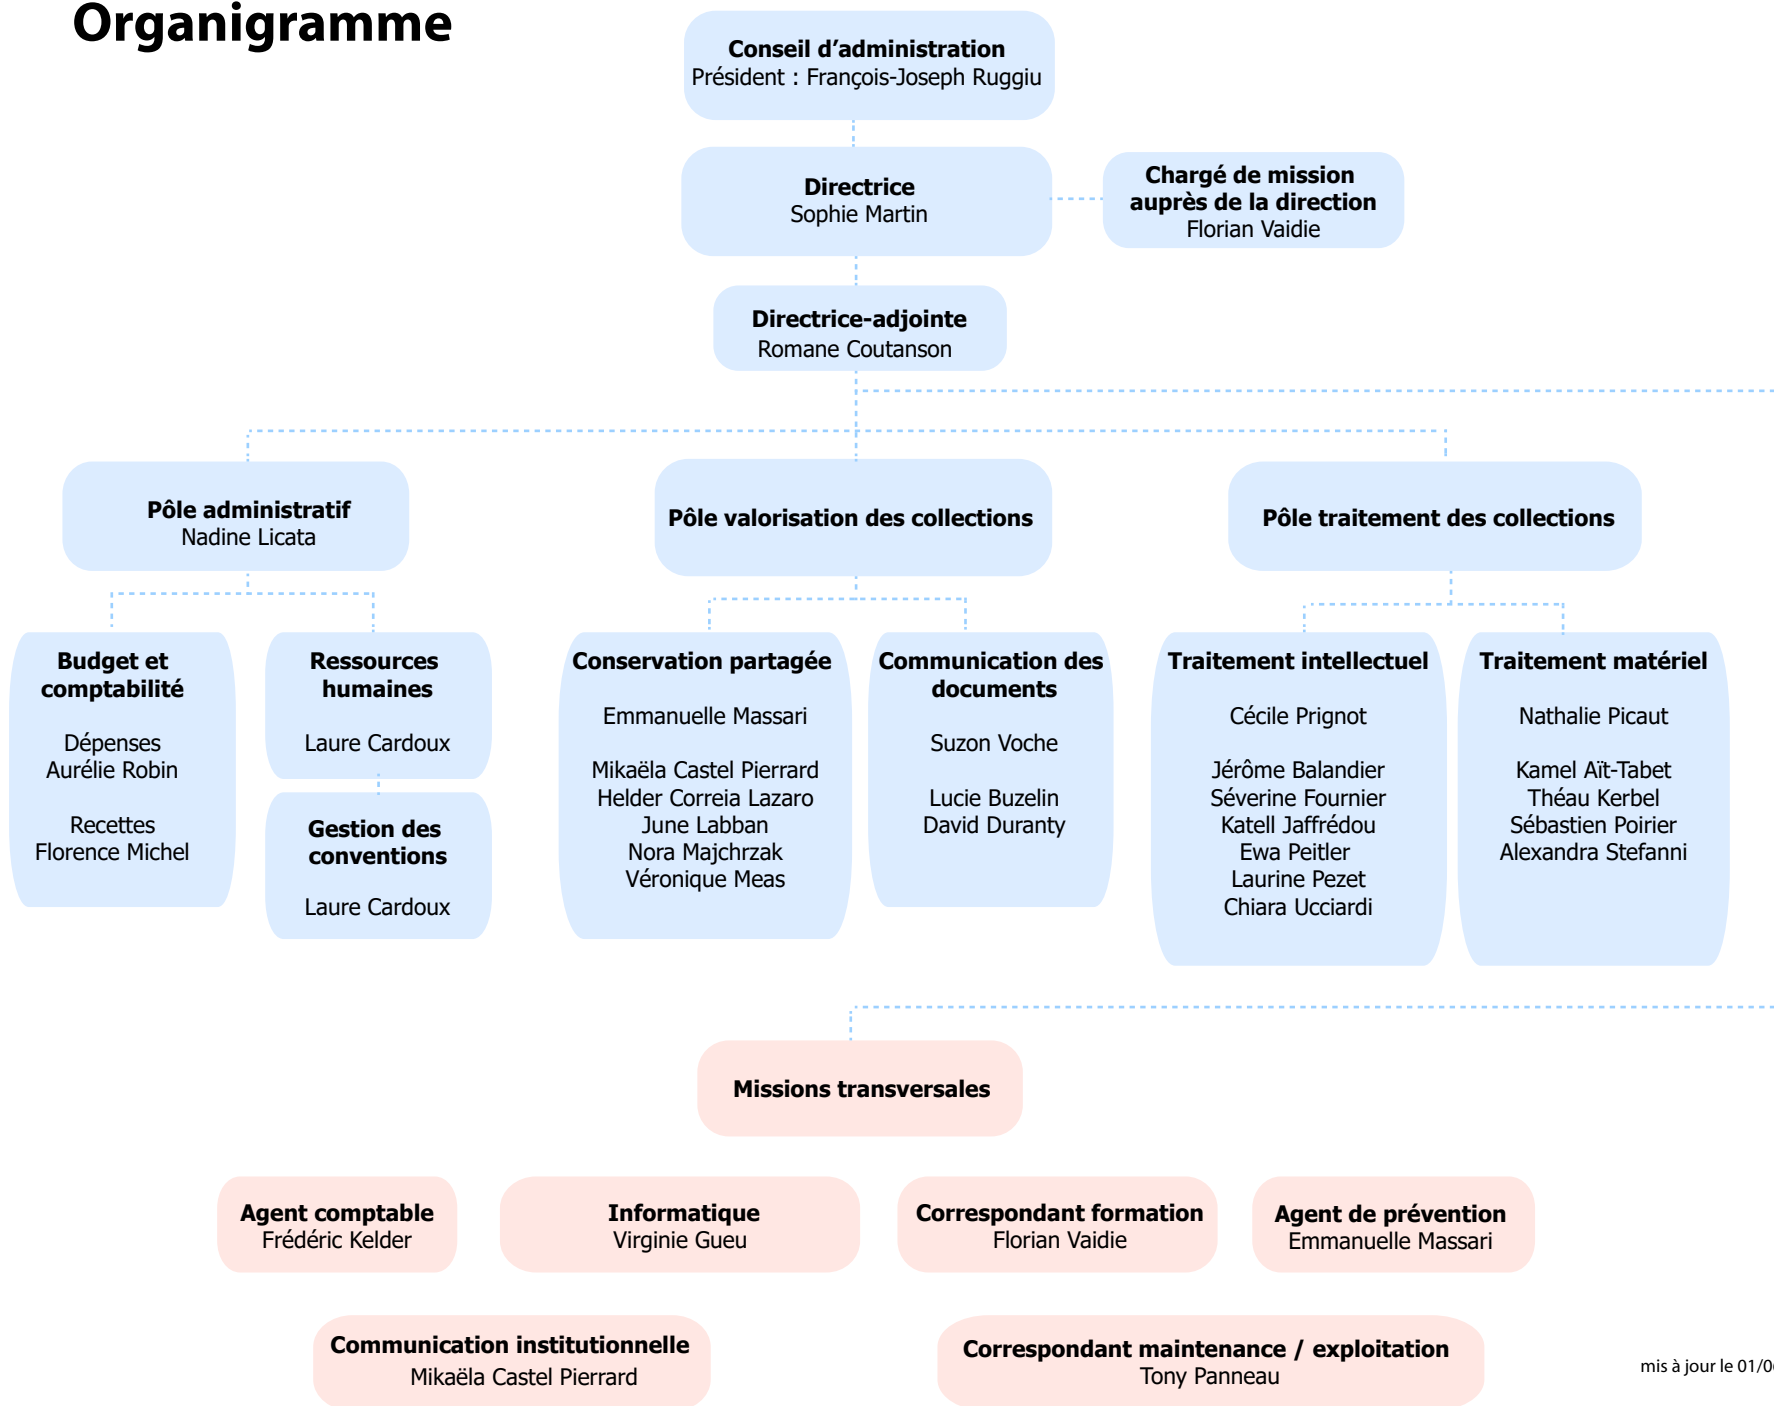 Organigramme
Conseil d’administration
Président : François-Joseph Ruggiu
Directrice
Sophie Martin
Chargé de mission
auprès de la direction
Florian Vaidie
Directrice-adjointe
Romane Coutanson
Pôle administratif
Nadine Licata
Pôle valorisation des collections
Pôle traitement des collections
Budget et
comptabilité
Dépenses
Aurélie Robin
Recettes
Florence Michel
Ressources
humaines
Laure Cardoux
Gestion des
conventions
Laure Cardoux
Conservation partagée
Emmanuelle Massari
Mikaëla Castel Pierrard
Helder Correia Lazaro
June Labban
Nora Majchrzak
Véronique Meas
Communication des
documents
Suzon Voche
Lucie Buzelin
David Duranty
Traitement intellectuel
Cécile Prignot
Jérôme Balandier
Séverine Fournier
Katell Jaffrédou
Ewa Peitler
Laurine Pezet
Chiara Ucciardi
Traitement matériel
Nathalie Picaut
Kamel Aït-Tabet
Théau Kerbel
Sébastien Poirier
Alexandra Stefanni
Missions transversales
Agent comptable
Frédéric Kelder
Informatique
Virginie Gueu
Correspondant formation
Florian Vaidie
Agent de prévention
Emmanuelle Massari
Communication institutionnelle
Mikaëla Castel Pierrard
Correspondant maintenance / exploitation
Tony Panneau
mis à jour le 01/0